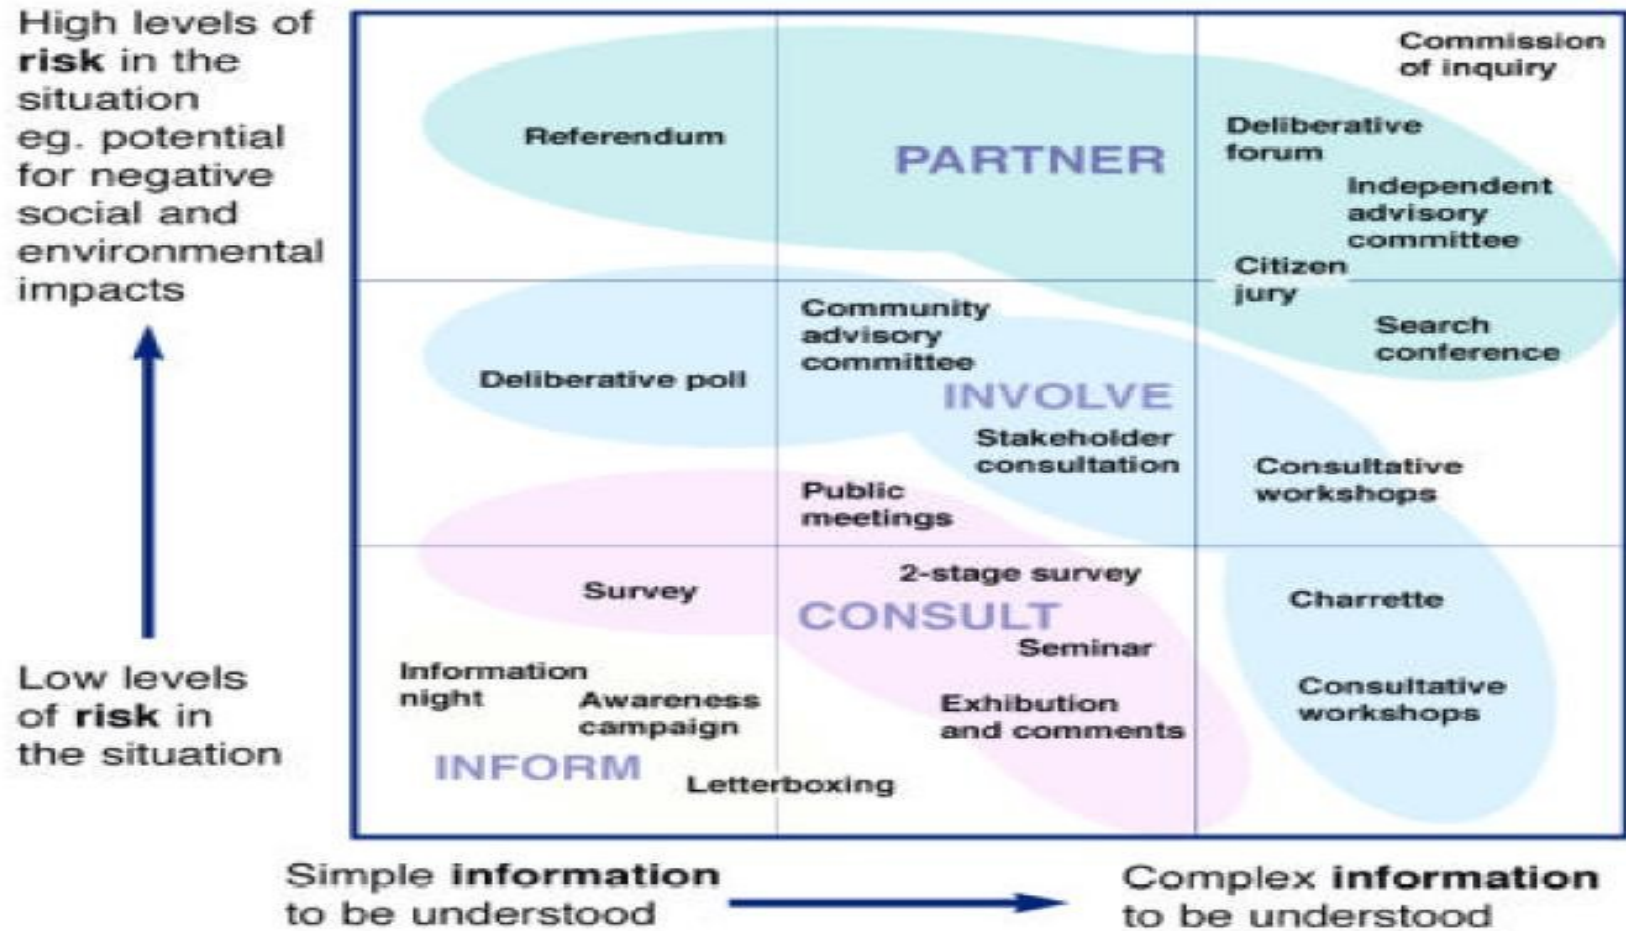 High levels of
risk in the
situation
eg. potential
for negative
social and
environmental
impacts
Low levels
of risk in
the situation
Commission
of inquiry
Referendum
PARTNER
Deliberative
forum
Independent
advisory
committee
Citizen
jury
Search
conference
Community
advisory
committee
Deliberative poll
INVOLVE
Stakeholder
consultation
Consultative
workshops
Public
meetings
2-stage survey
Survey
CONSULT
Seminar
Charrette
Information
night
Awareness
campaign
Exhibution
and comments
Consultative
workshops
INFORM
Letterboxing
Simple information
to be understood
Complex information
to be understood